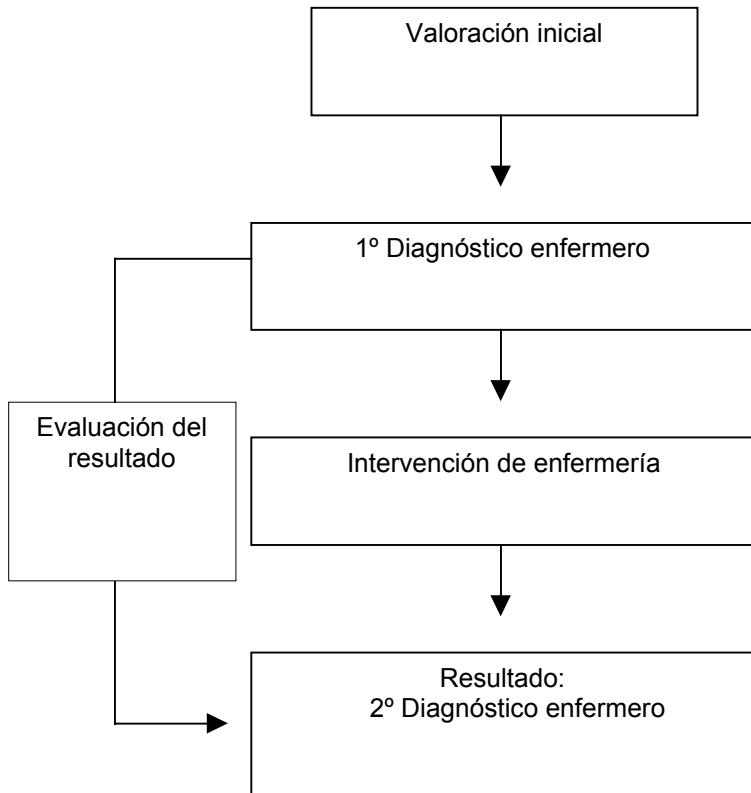 Valoración inicial
1º Diagnóstico enfermero
Evaluación del
resultado
Intervención de enfermería
Resultado:
2º Diagnóstico enfermero